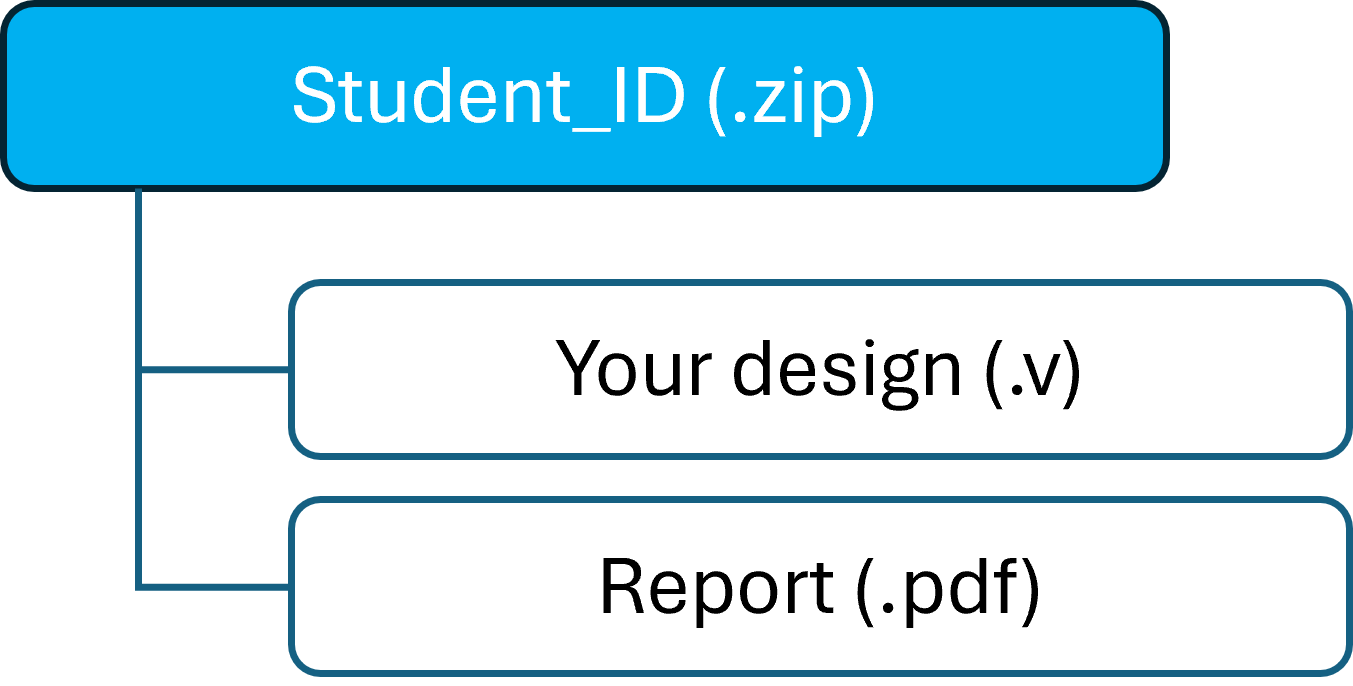 Student_ID (.zip)
Your design (.v)
Report (.pdf)